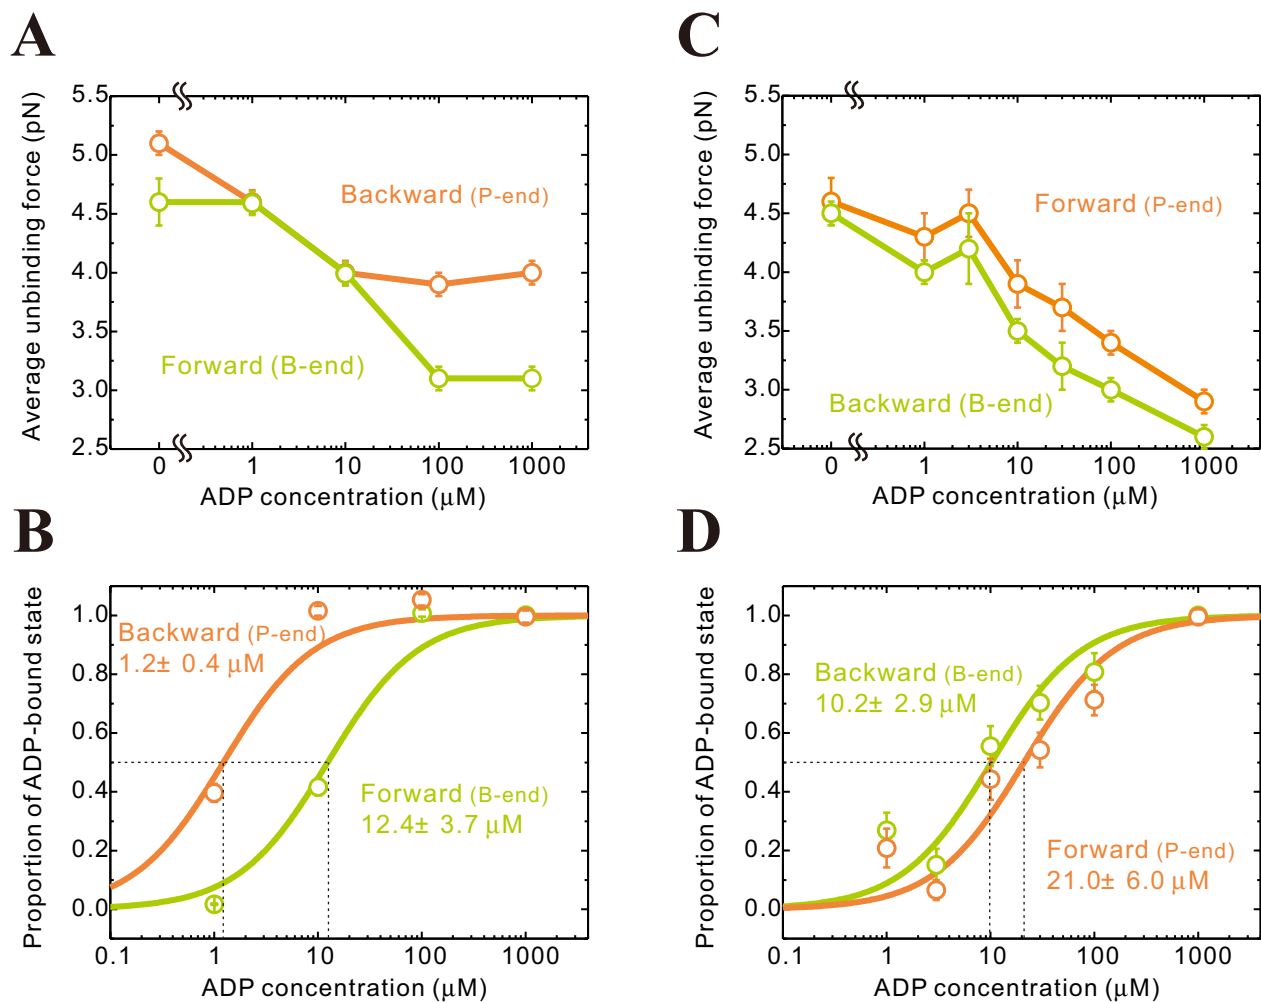 A
Average unbinding force (pN)
5.5
5.0
4.5
4.0
3.5
3.0
2.5
Backward (P-end)
Forward (B-end)
0
1
10
100
1000
ADP concentration (μM)
C
Average unbinding force (pN)
5.5
5.0
4.5
4.0
3.5
3.0
2.5
Forward (P-end)
Backward (B-end)
0
1
10
100
1000
ADP concentration (μM)
B
Proportion of ADP-bound state
1.0
0.8
0.6
0.4
0.2
0.0
Backward (P-end)
1.2± 0.4 μM
Forward (B-end)
12.4± 3.7 μM
0.1
1
10
100
1000
ADP concentration (μM)
D
Proportion of ADP-bound state
1.0
0.8
0.6
0.4
0.2
0.0
Backward (B-end)
10.2± 2.9 μM
Forward (P-end)
21.0± 6.0 μM
0.1
1
10
100
1000
ADP concentration (μM)